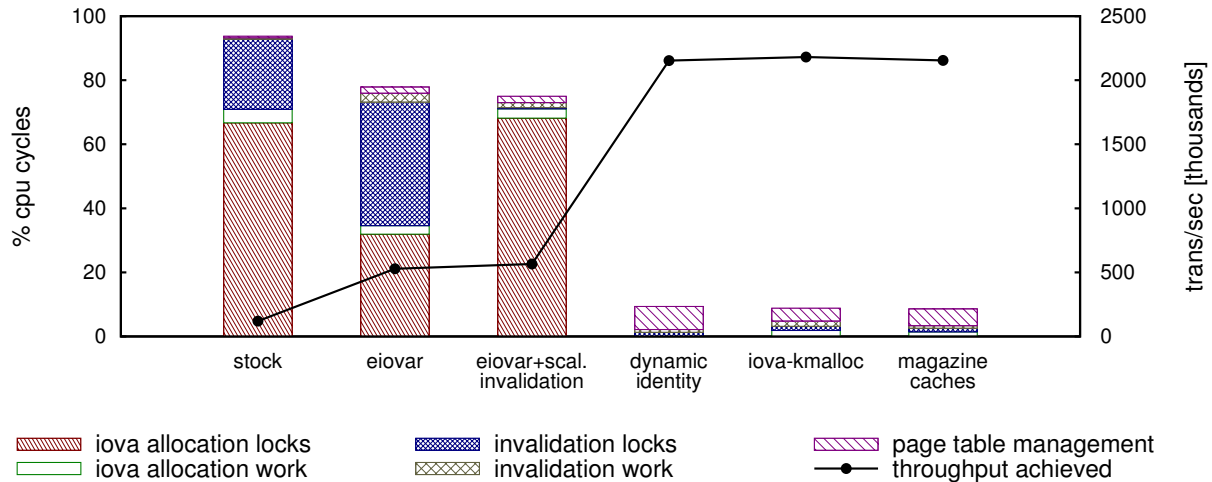 100
80
60
40
20
0
% cpu cycles
2500
2000
1500
1000
500
0
trans/sec [thousands]
stock
eiovar
eiovar+scal.
invalidation
dynamic
identity
iova-kmalloc
magazine
caches
iova allocation locks
iova allocation work
invalidation locks
invalidation work
page table management
throughput achieved